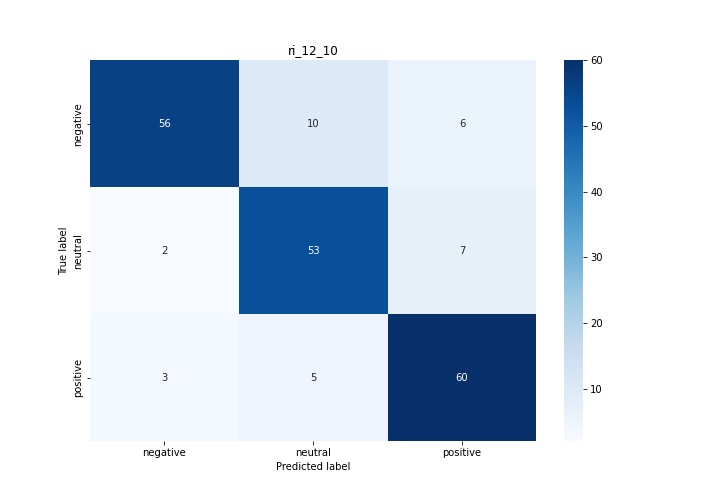 ri_12_10
60
50
40
30
20
10
True label
negative
56 10 6
neutral
2 53 7
positive
3 5 60
negative neutral positive
Predicted label